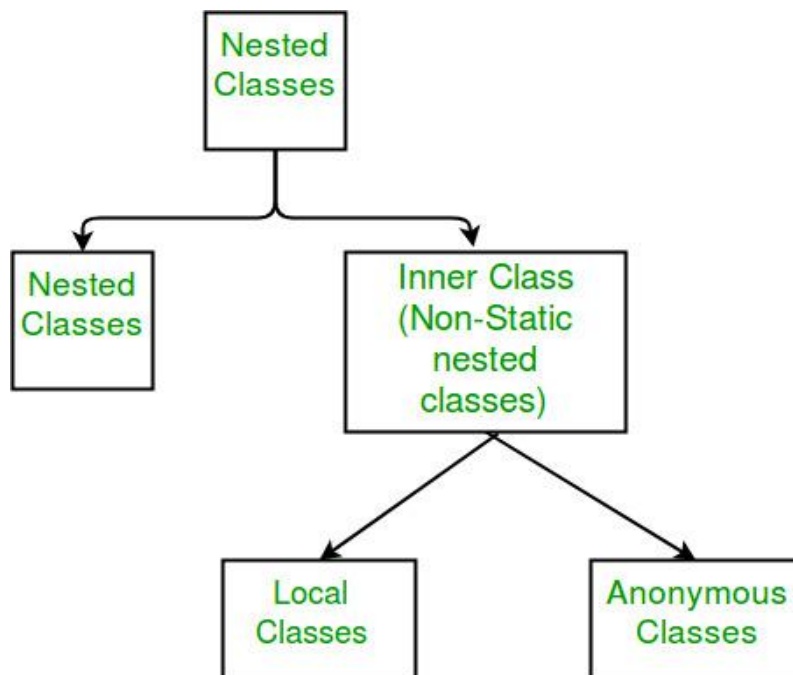 Nested
Classes
Nested
Classes
Inner Class
(Non-Static
nested
classes)
Local
Classes
Anonymous
Classes